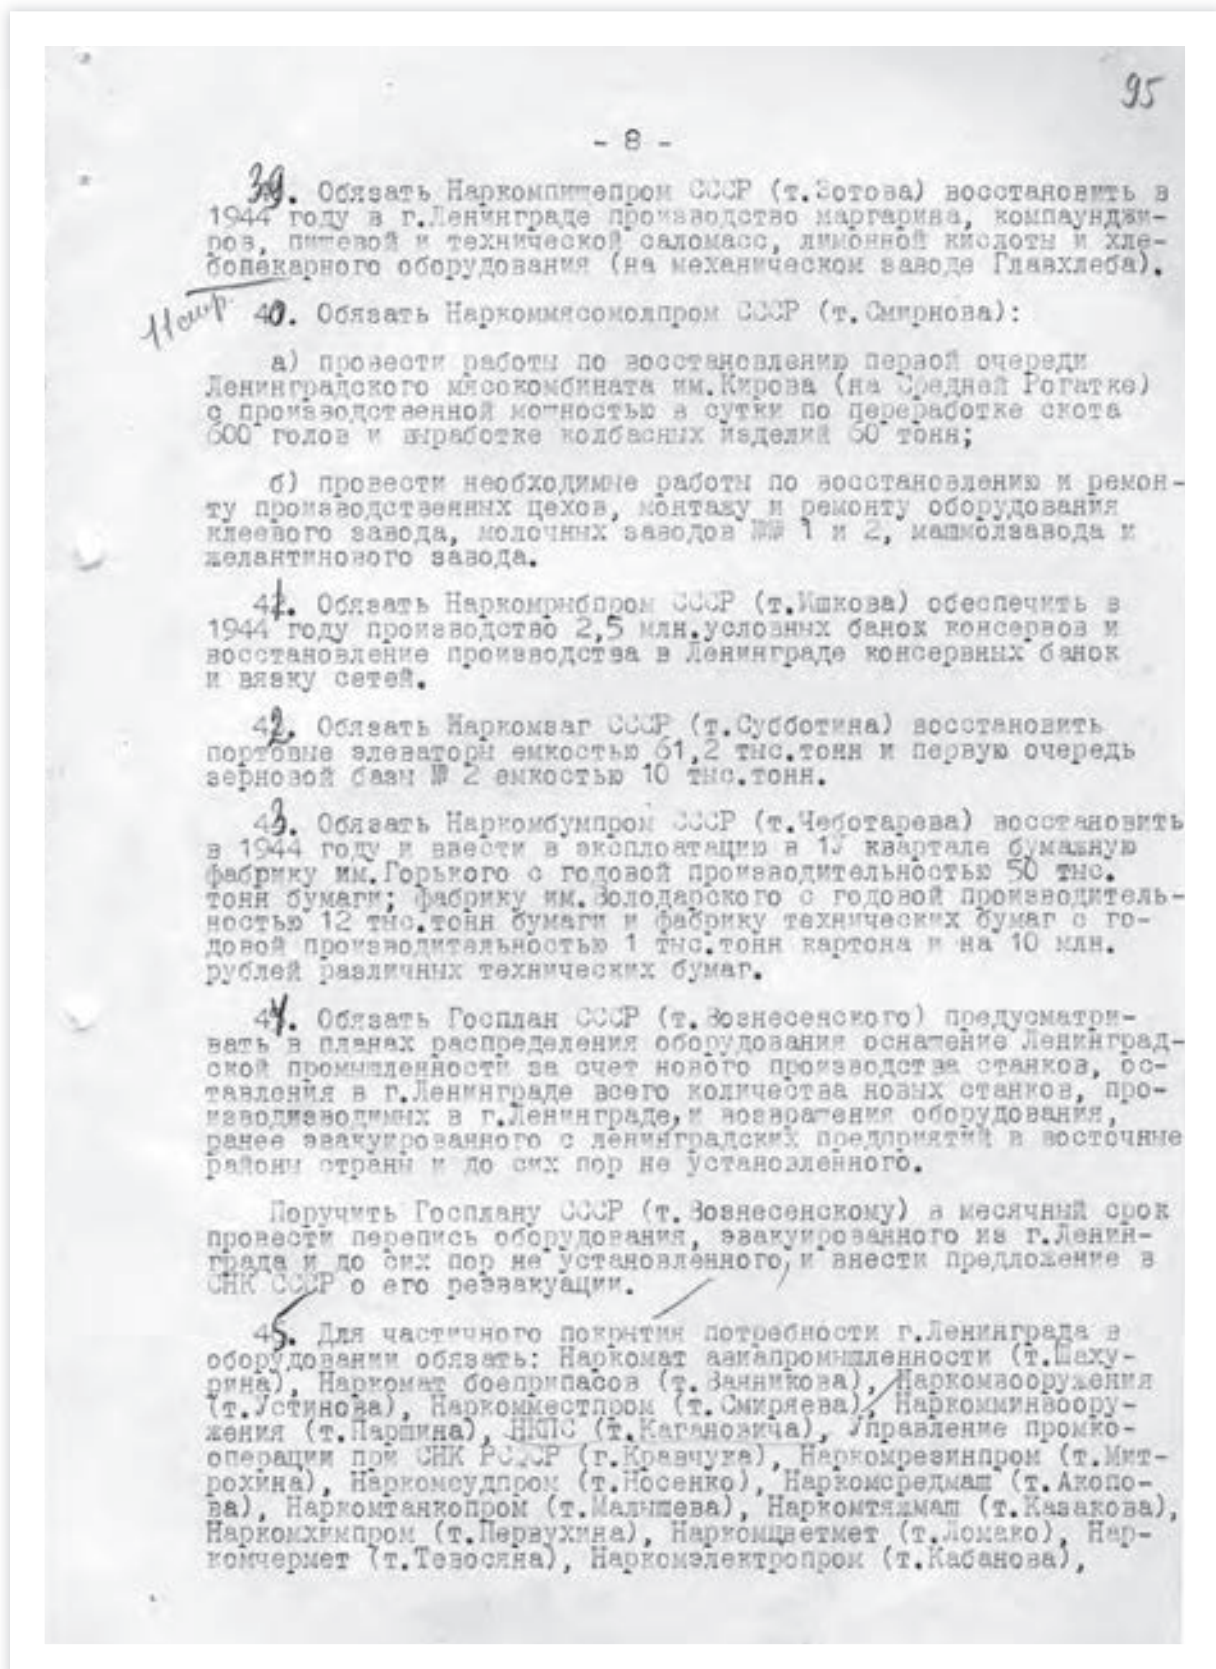 95
- 8 -
39. Обязать Наркомпищепром СССР (т.Зотова) восстановить в
1944 году в г.Ленинграде производство маргарина, компаунджи-
ров, пищевой и технической саломасс, лимонной кислоты и хле-
бопекарного оборудования (на механическом заводе Главхлеба).
11 стр.
40. Обязать Наркоммясомолпром СССР (т.Смирнова):
а) провести работы по восстановлению первой очереди
Ленинградского мясокомбината им.Кирова (на Средней Рогатке)
с производственной мощностью в сутки по переработке скота
600 голов и выработке колбасных изделий 60 тонн;
б) провести необходимые работы по восстановлению и ремон-
ту производственных цехов, монтажу и ремонту оборудования
клеевого завода, молочных заводов №№ 1 и 2, машмолзавода и
желантинового завода.
41. Обязать Наркомрыбпром СССР (т.Ишкова) обеспечить в
1944 году производство 2,5 млн.условных банок консервов и
восстановление производства в Ленинграде консервных банок
и вязку сетей.
42. Обязать Наркомзаг СССР (т.Субботина) восстановить
портовые элеваторы емкостью 61,2 тыс.тонн и первую очередь
зерновой базы № 2 емкостью 10 тыс.тонн.
43. Обязать Наркомбумпром СССР (т.Чеботарева) восстановить
в 1944 году и ввести в эксплоатацию в 1У квартале бумажную
фабрику им.Горького с годовой производительностью 50 тыс.
тонн бумаги; фабрику им.Володарского с годовой производитель-
ностью 12 тыс.тонн бумаги и фабрику технических бумаг с го-
довой производительностью 1 тыс.тонн картона и на 10 млн.
рублей различных технических бумаг.
44. Обязать Госплан СССР (т.Вознесенского) предусматри-
вать в планах распределения оборудования оснащение Ленинград-
ской промышленности за счет нового производства станков, ос-
тавления в г.Ленинграде всего количества новых станков, про-
изводизводимых в г.Ленинграде, и возвращения оборудования,
ранее эвакуированного с ленинградских предприятий в восточные
районы страны и до сих пор не установленного.
Поручить Госплану СССР (т.Вознесенскому) в месячный срок
провести перепись оборудования, эвакуированного из г.Ленин-
града и до сих пор не установленного, и внести предложение в
СНК СССР о его реэвакуации.
45. Для частичного покрытия потребности г.Ленинграда в
оборудовании обязать: Наркомат авиапромышленности (т.Шаху-
рина), Наркомат боеприпасов (т.Ванникова), Наркомвооружения
(т.Устинова), Наркомместпром (т.Смиряева), Наркомминвоору-
жения (т.Паршина), НКПС (т.Кагановича), Управление промко-
операции при СНК РСФСР (г.Кравчука), Наркомрезинпром (т.Мит-
рохина), Наркомсудпром (т.Носенко), Наркомсредмаш (т.Акопо-
ва), Наркомтанкопром (т.Малышева), Наркомтяжмаш (т.Казакова),
Наркомхимпром (т.Первухина), Наркомцветмет (т.Ломако), Нар-
комчермет (т.Тевосяна), Наркомэлектропром (т.Кабанова),